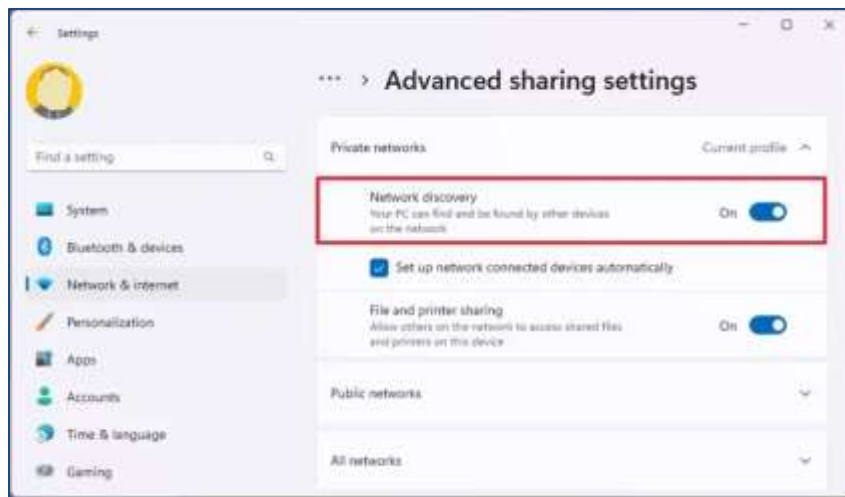 Settings
··· › Advanced sharing settings
Find a setting
System
Bluetooth & devices
Network & internet
Personalization
Apps
Accounts
Time & language
Gaming
Private networks
Current profile
Network discovery
Your PC can find and be found by other devices
on the network
On
Set up network connected devices automatically
File and printer sharing
Allow others on the network to access shared files
and printers on this device
On
Public networks
All networks